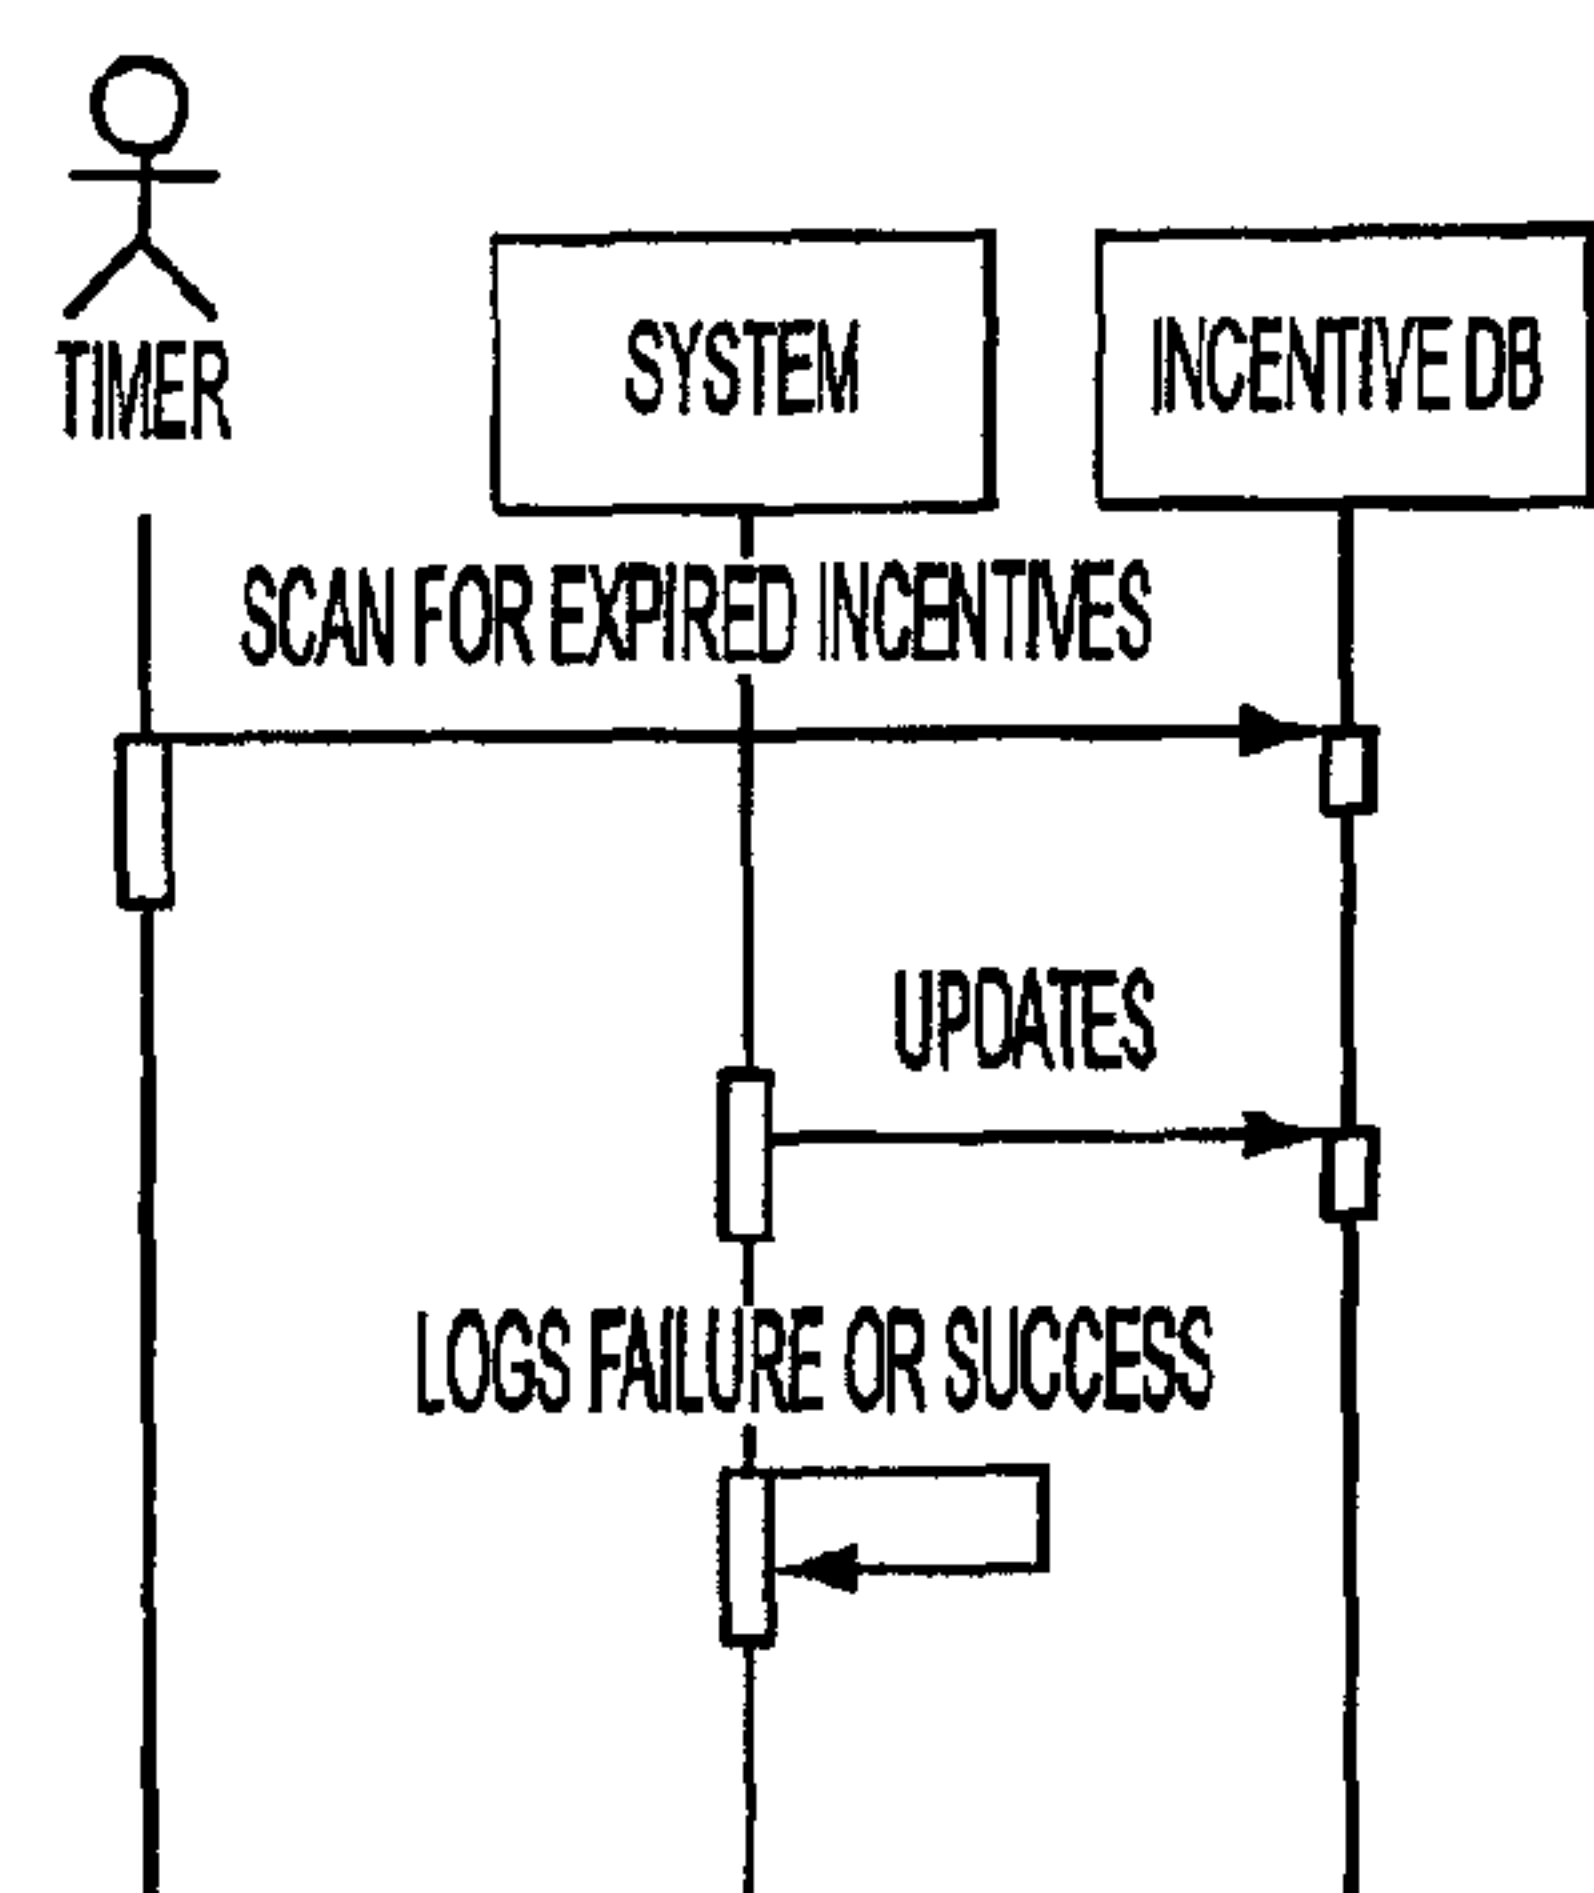 TIMER
SYSTEM
INCENTIVE DB
SCAN FOR EXPIRED INCENTIVES
UPDATES
LOGS FAILURE OR SUCCESS